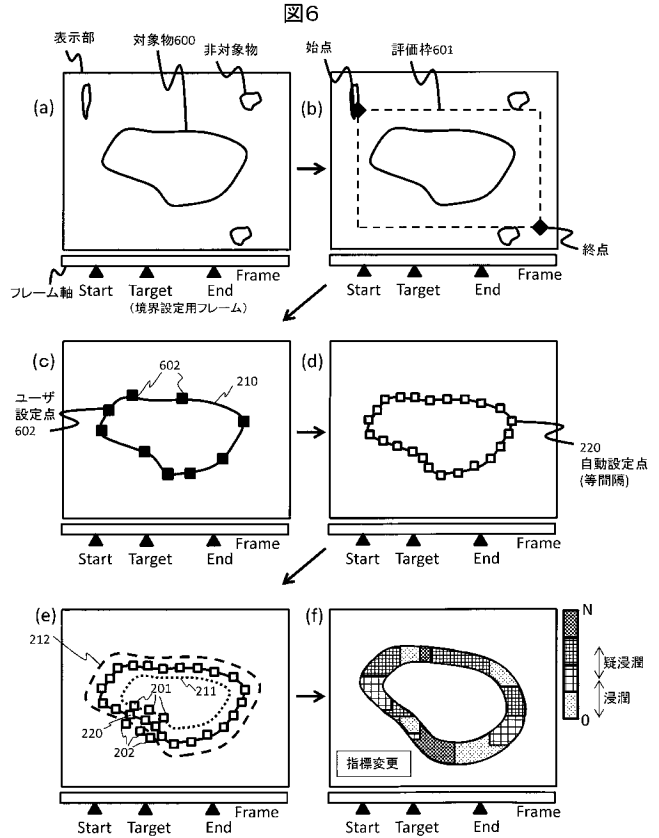 図6
表示部
対象物600
非対象物
(a)
フレーム軸
Start
Target
End
Frame
(境界設定用フレーム)
始点
評価枠601
(b)
終点
Start
Target
End
Frame
(c)
602
210
ユーザ
設定点
602
Start
Target
End
Frame
(d)
220
自動設定点
(等間隔)
Start
Target
End
Frame
(e)
212
201
211
220
202
Start
Target
End
Frame
(f)
N
疑浸潤
浸潤
0
指標変更
Start
Target
End
Frame